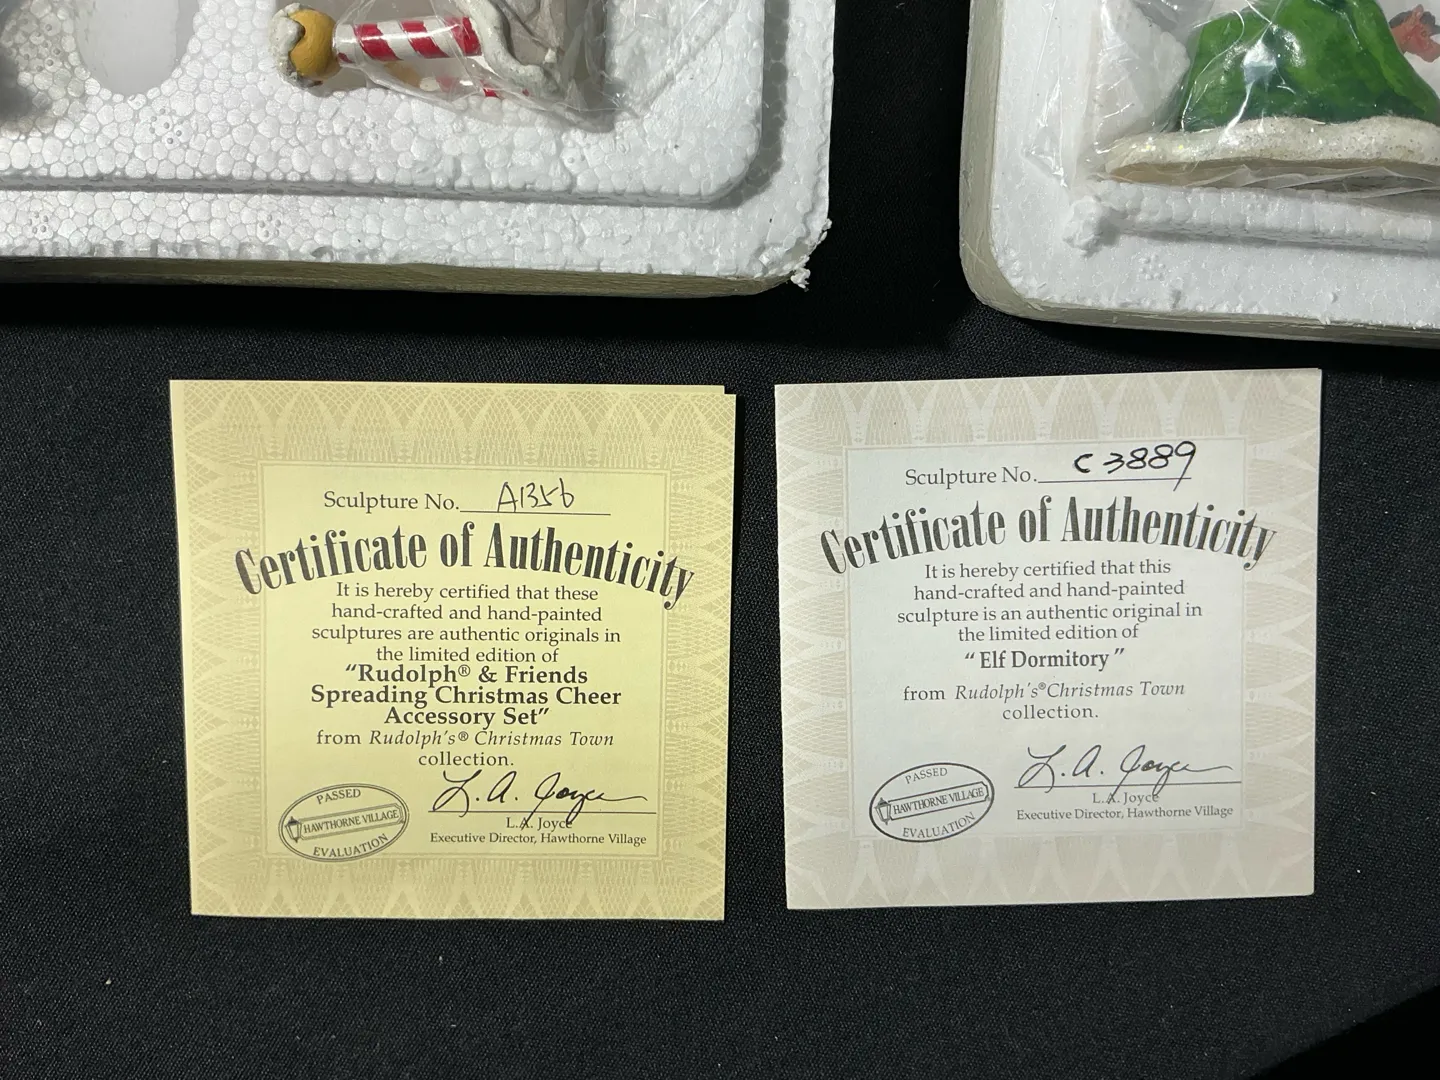 Sculpture No. A1356
Certificate of Authenticity
It is hereby certified that these
hand-crafted and hand-painted
sculptures are authentic originals in
the limited edition of
"Rudolph® & Friends
Spreading Christmas Cheer
Accessory Set"
from Rudolph's® Christmas Town
collection.
L. A. Joyce
L.A. Joyce
Executive Director, Hawthorne Village
PASSED
HAWTHORNE VILLAGE
EVALUATION
Sculpture No. C3889
Certificate of Authenticity
It is hereby certified that this
hand-crafted and hand-painted
sculpture is an authentic original in
the limited edition of
"Elf Dormitory"
from Rudolph's® Christmas Town
collection.
L. A. Joyce
L.A. Joyce
Executive Director, Hawthorne Village
PASSED
HAWTHORNE VILLAGE
EVALUATION